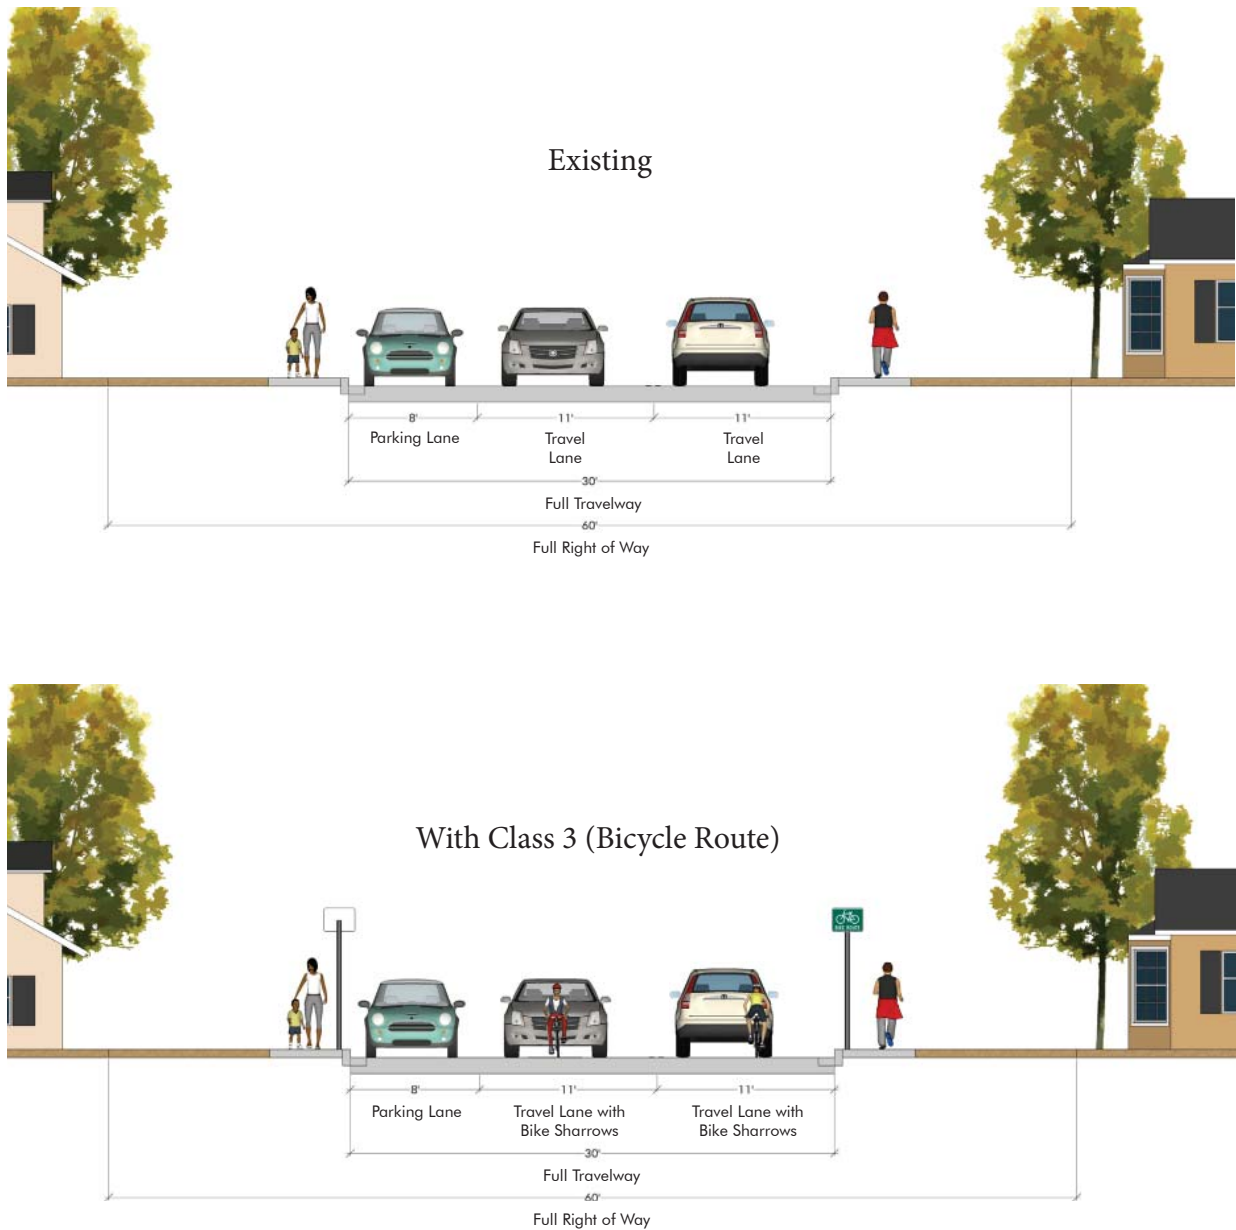 Existing
8'
11'
11'
Parking Lane
Travel
Lane
Travel
Lane
30'
Full Travelway
60'
Full Right of Way
With Class 3 (Bicycle Route)
BIKE ROUTE
8'
11'
11'
Parking Lane
Travel Lane with
Bike Sharrows
Travel Lane with
Bike Sharrows
30'
Full Travelway
60'
Full Right of Way